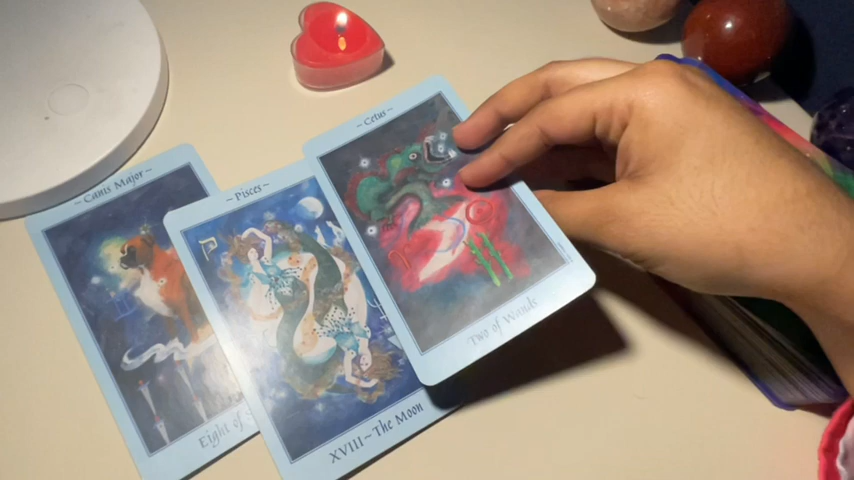 ~Canis Major~
Eight of
~Pisces~
XVIII~The Moon
~Cetus~
Two of Wands